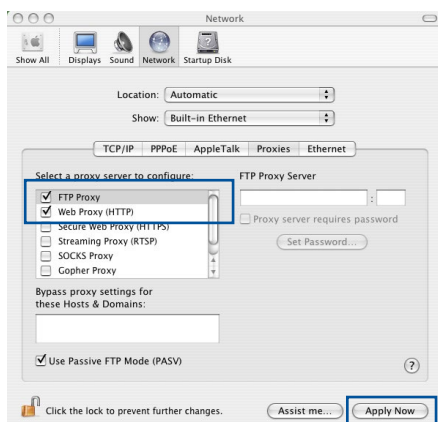 Network
Show All Displays Sound Network Startup Disk
Location: Automatic
Show: Built-in Ethernet
TCP/IP PPPoE AppleTalk Proxies Ethernet
Select a proxy server to configure: FTP Proxy Server
FTP Proxy
:
Web Proxy (HTTP)
Proxy server requires password
Secure Web Proxy (HTTPS)
Streaming Proxy (RTSP) Set Password...
SOCKS Proxy
Gopher Proxy
Bypass proxy settings for
these Hosts & Domains:
Use Passive FTP Mode (PASV)
?
Click the lock to prevent further changes. Assist me... Apply Now